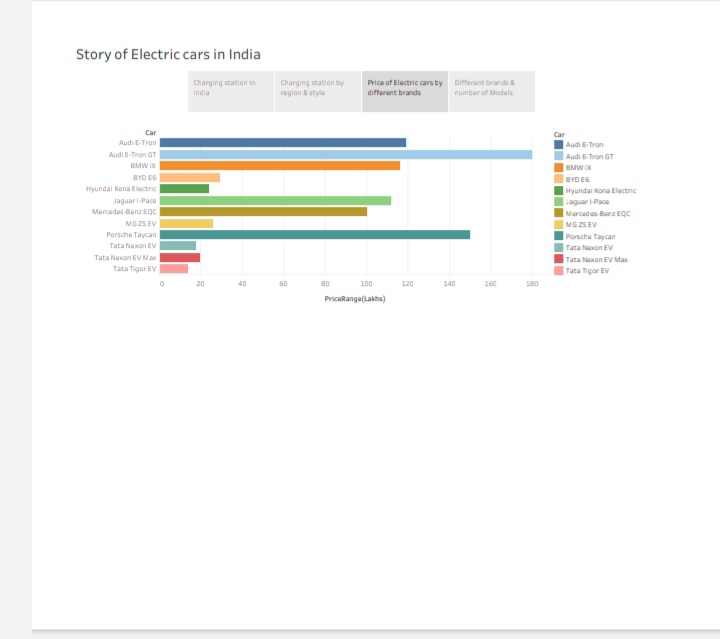 Story of Electric cars in India
Charging station in
india
Charging station by
region & style
Price of Electric cars by
different brands
Different brands &
number of Models
Car
Audi E-Tron
Audi E-Tron GT
BMW iX
BYD E6
Hyundai Kona Electric
Jaguar I-Pace
Mercedes-Benz EQC
MG ZS EV
Porsche Taycan
Tata Nexon EV
Tata Nexon EV Max
Tata Tigor EV
0 20 40 60 80 100 120 140 160 180
PriceRange(Lakhs)
Car
Audi E-Tron
Audi E-Tron GT
BMW iX
BYD E6
Hyundai Kona Electric
Jaguar I-Pace
Mercedes-Benz EQC
MG ZS EV
Porsche Taycan
Tata Nexon EV
Tata Nexon EV Max
Tata Tigor EV